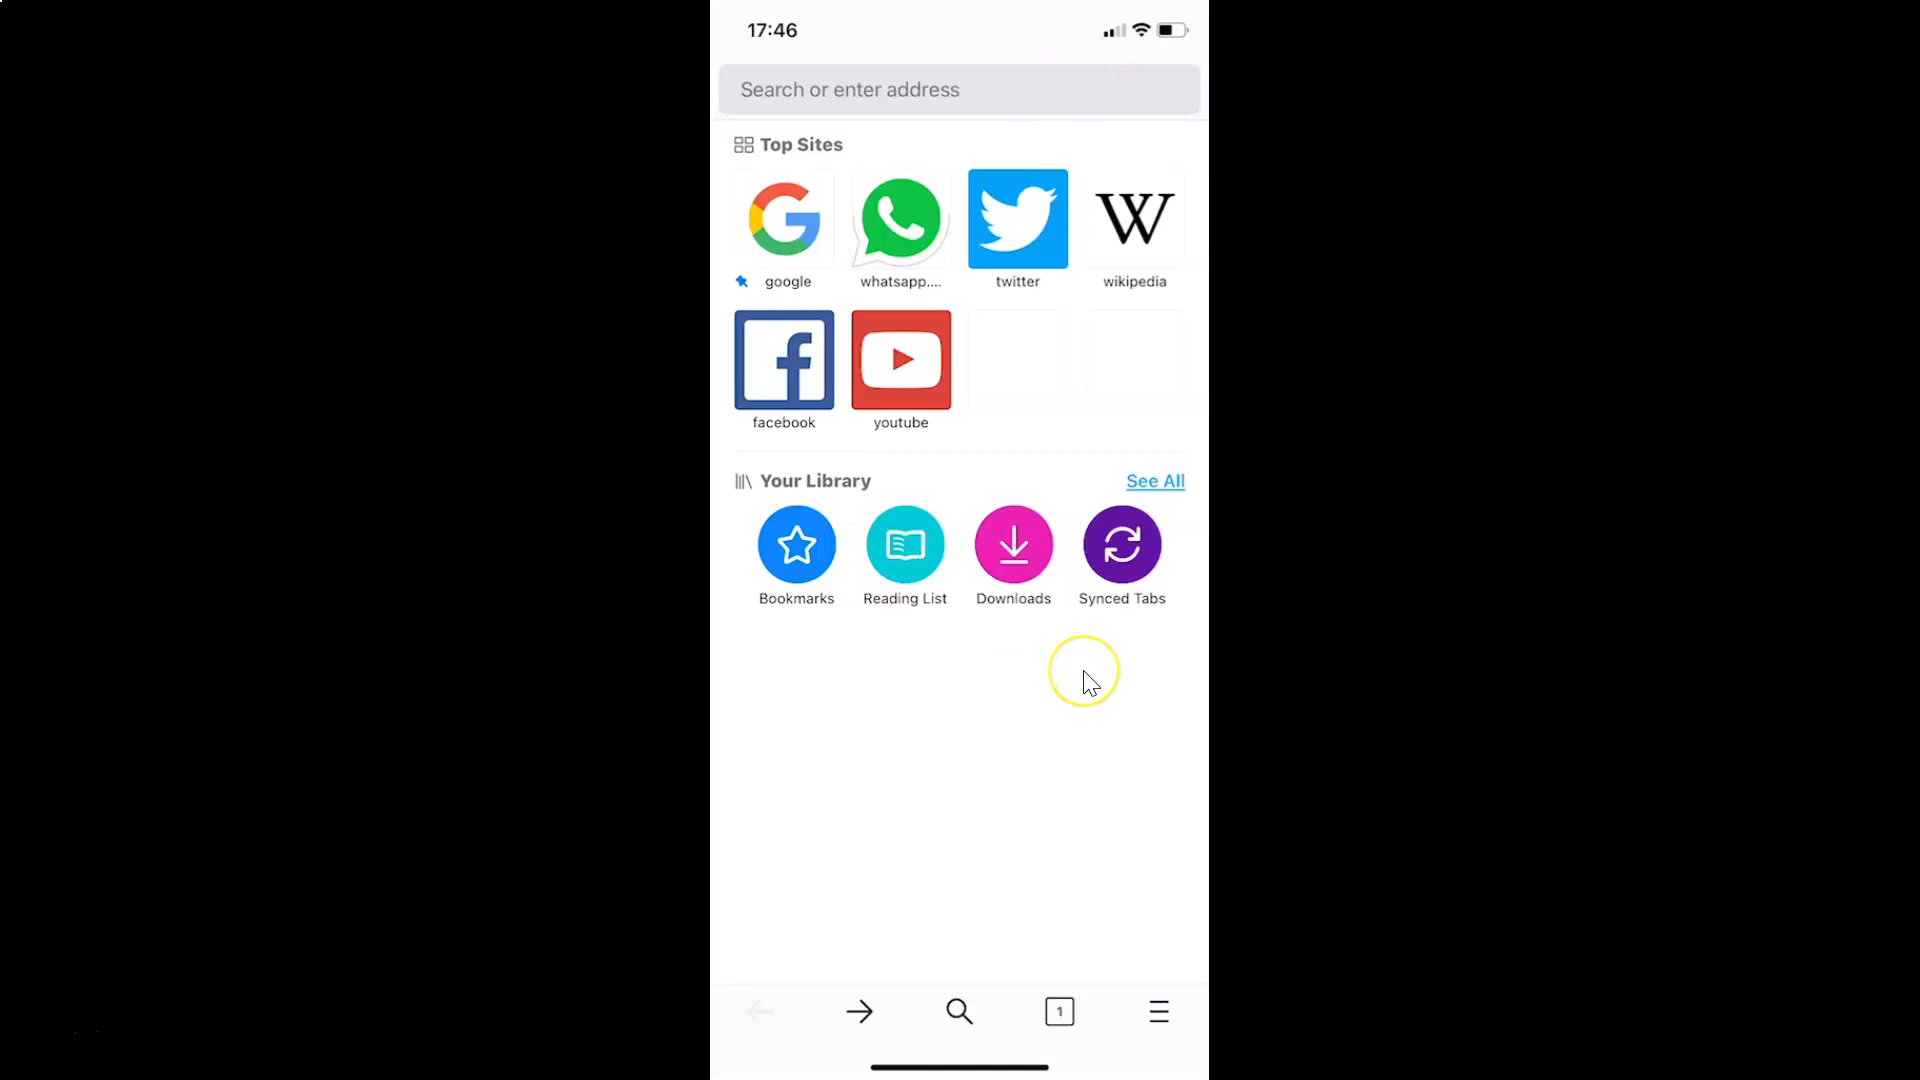 17:46
Search or enter address
Top Sites
google
whatsapp....
twitter
W
wikipedia
f
facebook
youtube
Your Library
See All
Bookmarks
Reading List
Downloads
Synced Tabs
1